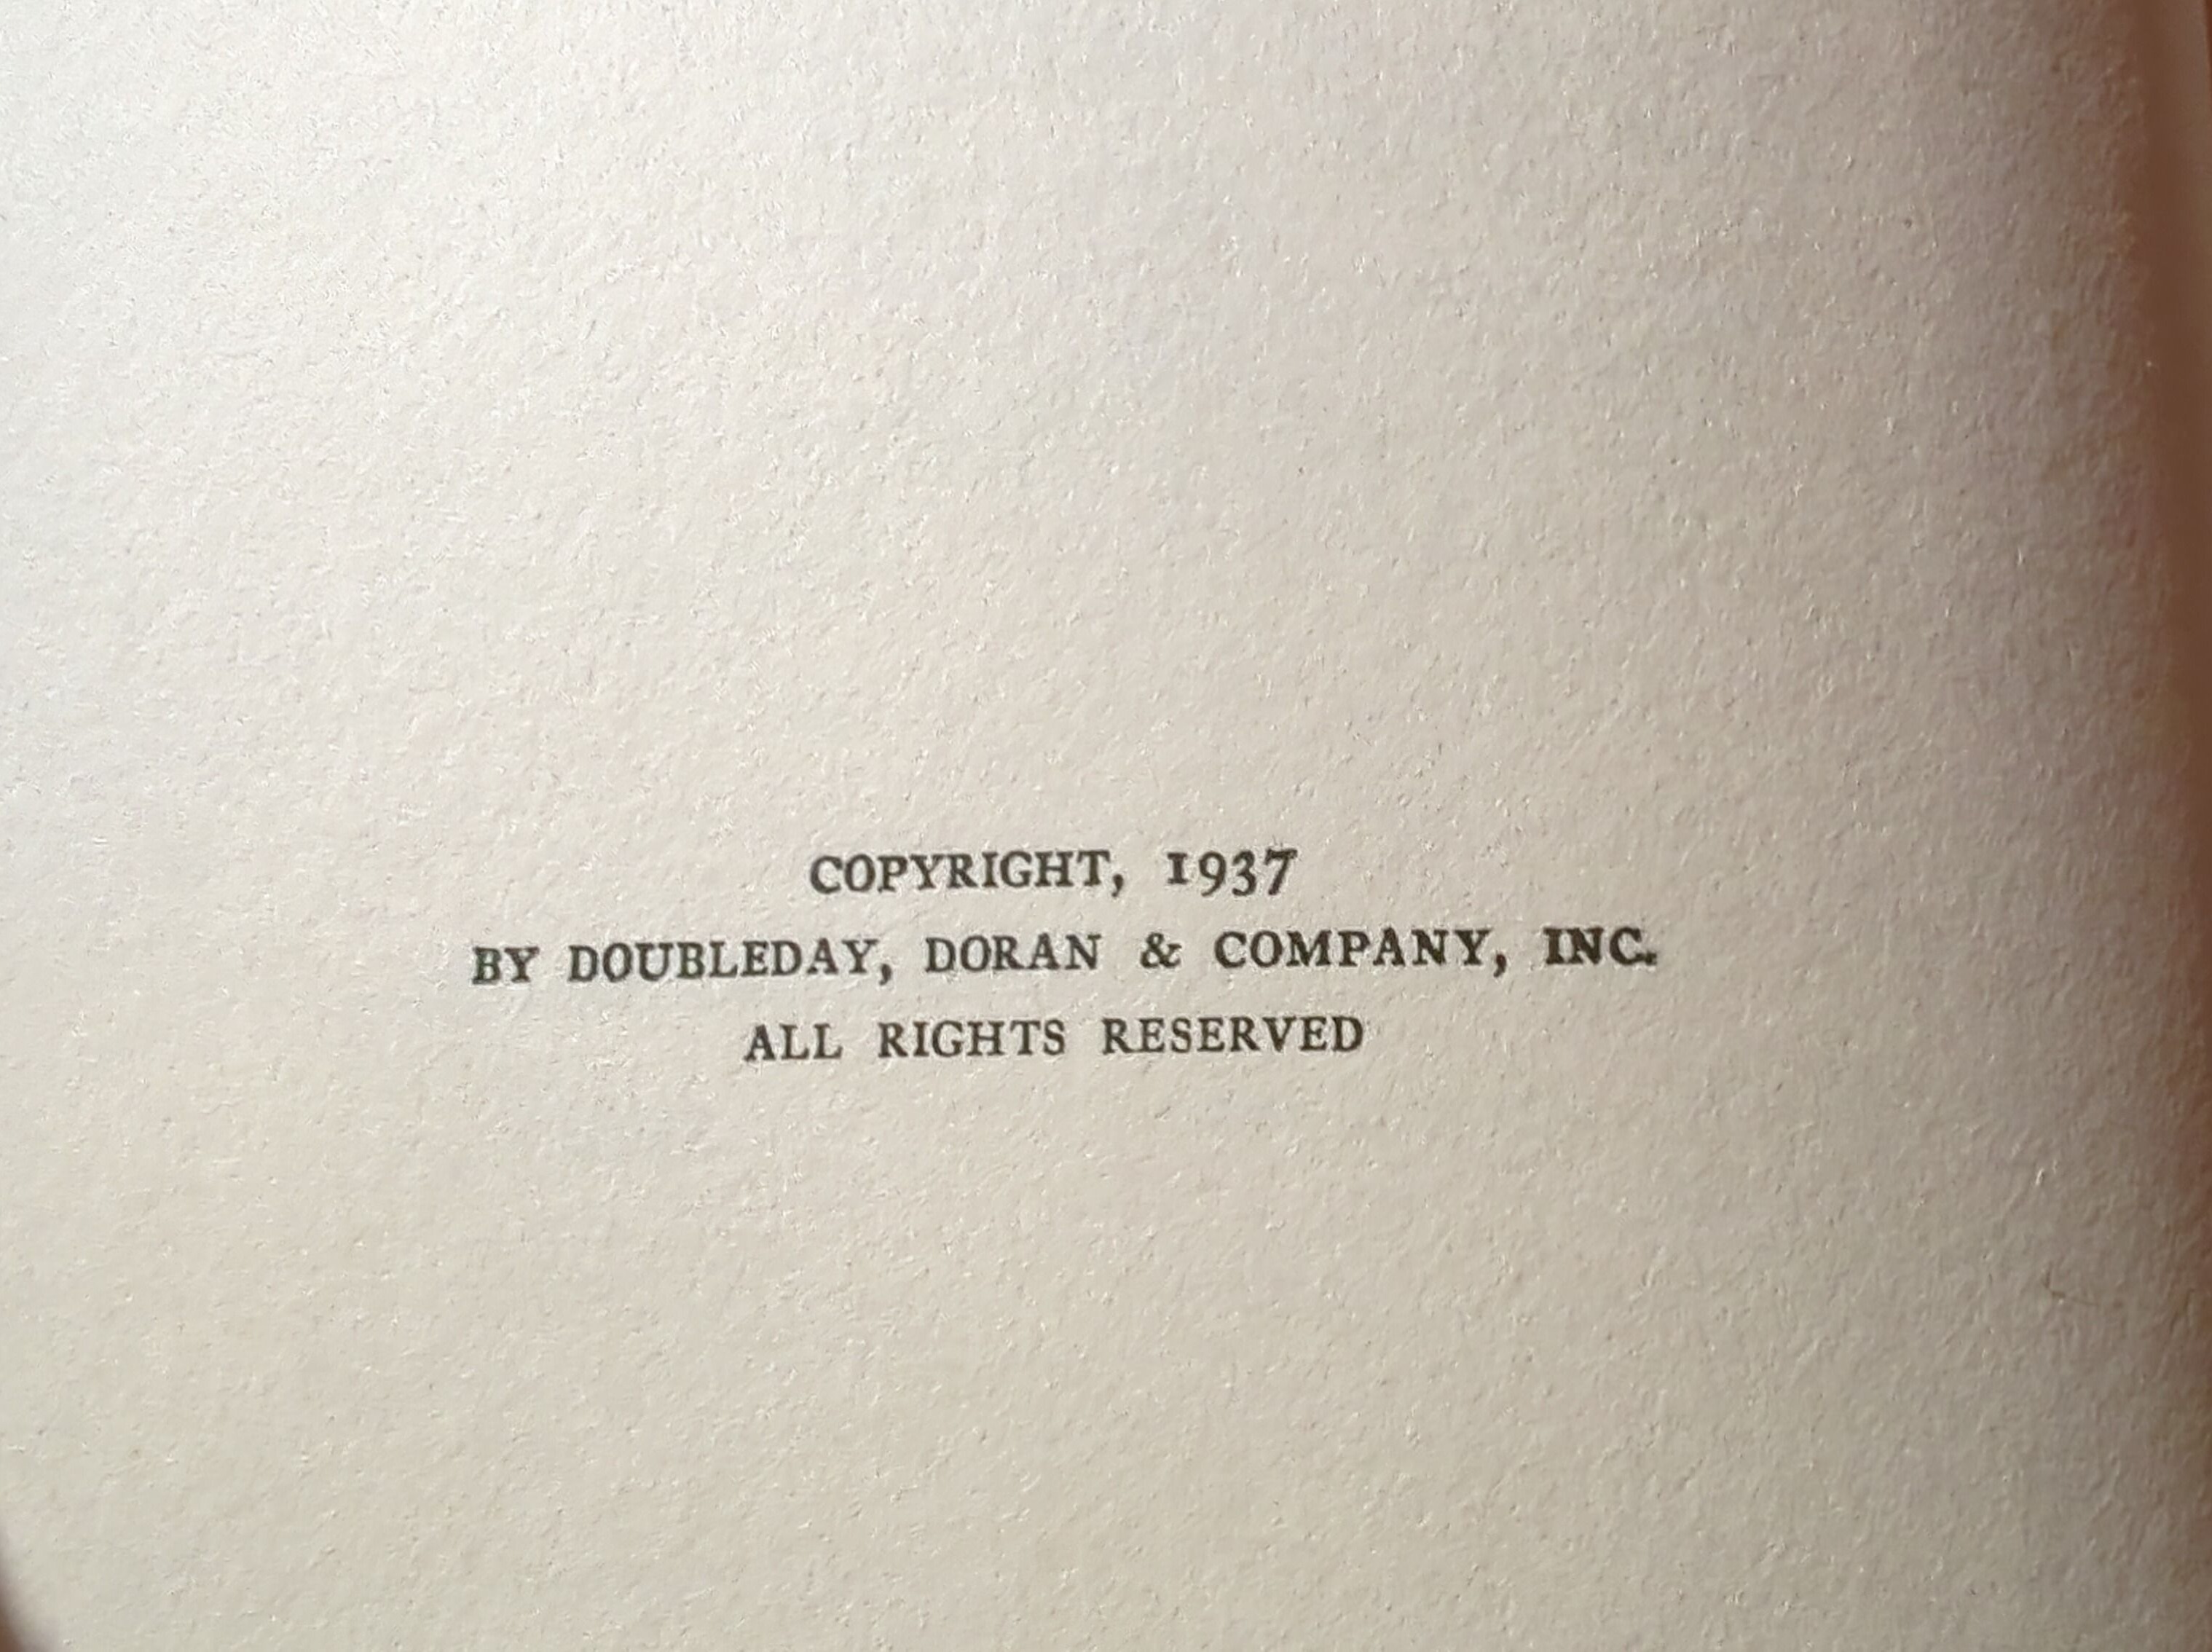 COPYRIGHT, 1937
BY DOUBLEDAY, DORAN & COMPANY, INC.
ALL RIGHTS RESERVED